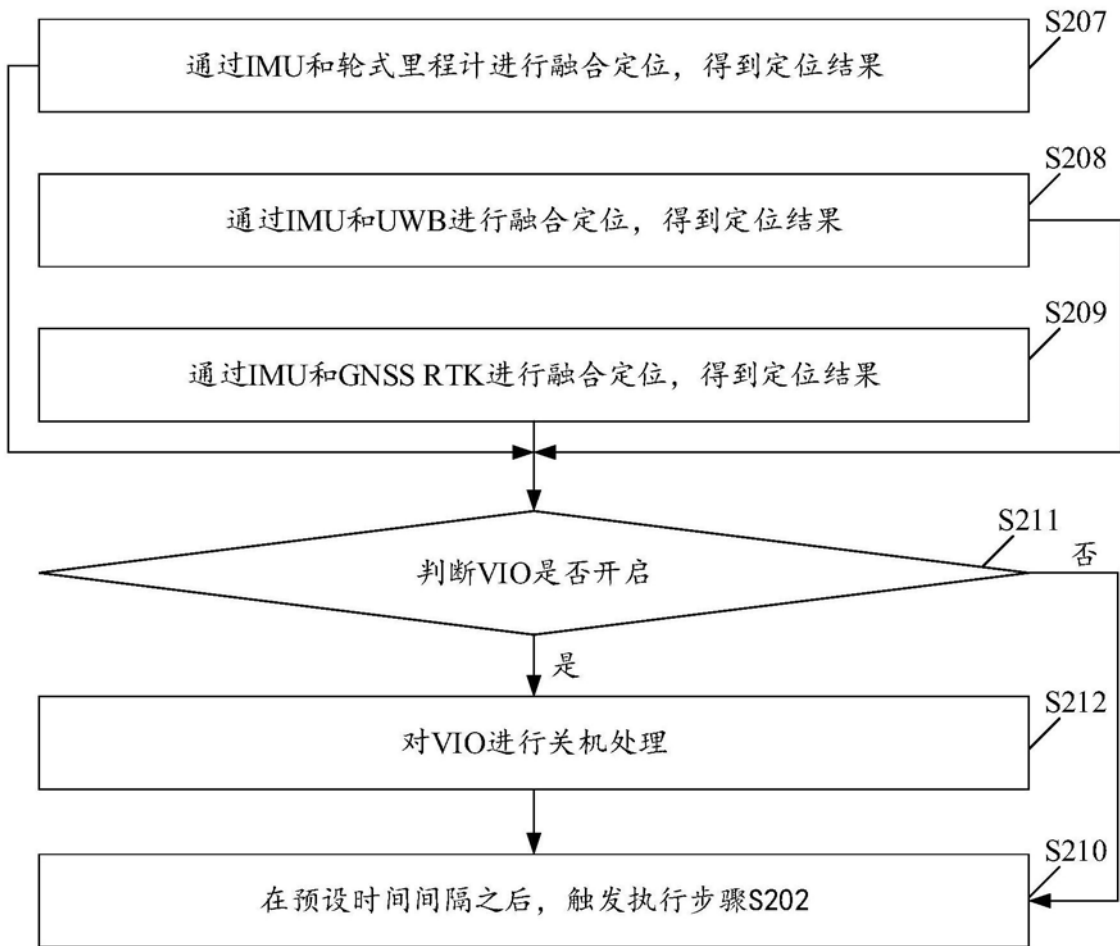 S207
通过IMU和轮式里程计进行融合定位，得到定位结果
S208
通过IMU和UWB进行融合定位，得到定位结果
S209
通过IMU和GNSS RTK进行融合定位，得到定位结果
S211
判断VIO是否开启
否
是
S212
对VIO进行关机处理
S210
在预设时间间隔之后，触发执行步骤S202